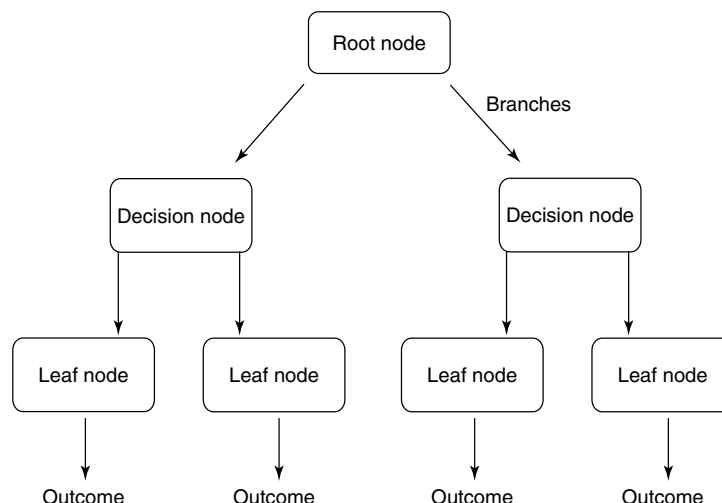 Root node
Branches
Decision node
Decision node
Leaf node
Leaf node
Leaf node
Leaf node
Outcome
Outcome
Outcome
Outcome